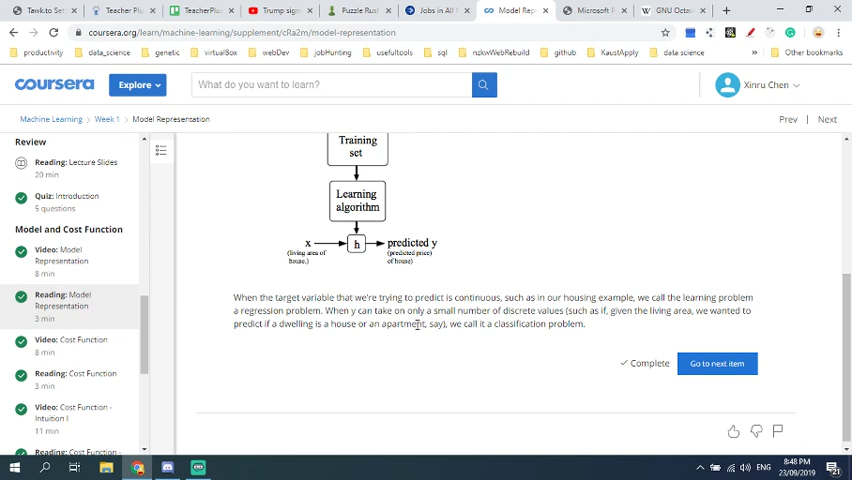 Tawk.to Se
Teacher Plu
TeacherPlus
Trump sign
Puzzle Rus
Jobs in All
Model Rep
Microsoft F
GNU Octav
coursera.org/learn/machine-learning/supplement/cRa2m/model-representation
productivity
data_science
genetic
virtualBox
webDev
jobHunting
usefultools
sql
nzkwWebRebuild
github
KaustApply
data science
Other bookmarks
coursera
Explore
What do you want to learn?
Xinru Chen
Machine Learning > Week 1 > Model Representation
Prev
Next
Review
Reading: Lecture Slides
20 min
Quiz: Introduction
5 questions
Model and Cost Function
Video: Model
Representation
8 min
Reading: Model
Representation
3 min
Video: Cost Function
8 min
Reading: Cost Function
3 min
Video: Cost Function -
Intuition I
11 min
Reading: Cost Function -
Training
set
Learning
algorithm
x
h
predicted y
(living area of
house.)
(predicted price)
of house)
When the target variable that we're trying to predict is continuous, such as in our housing example, we call the learning problem
a regression problem. When y can take on only a small number of discrete values (such as if, given the living area, we wanted to
predict if a dwelling is a house or an apartment, say), we call it a classification problem.
Complete
Go to next item
ENG
8:48 PM
23/09/2019
21